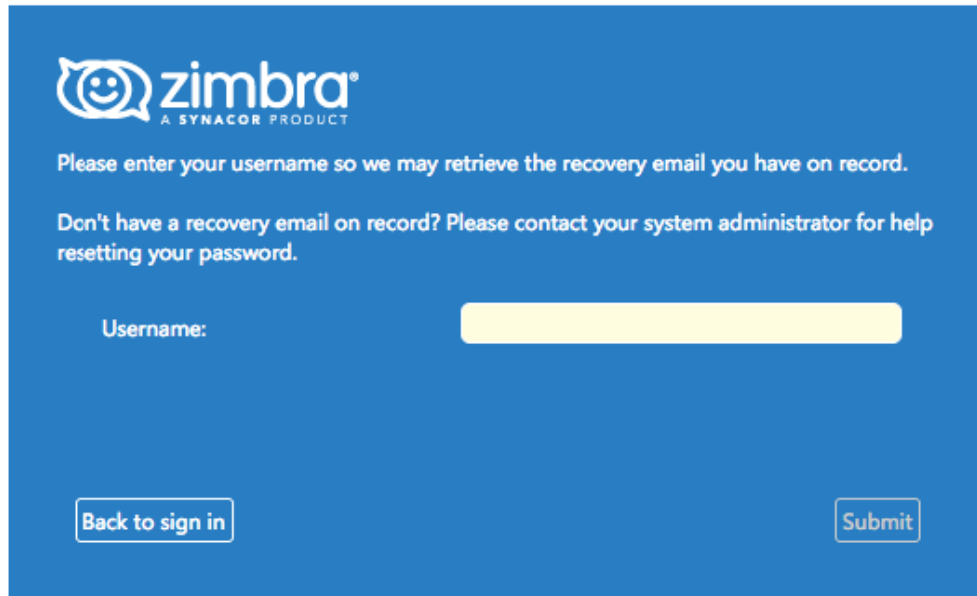 zimbra®
A SYNACOR PRODUCT
Please enter your username so we may retrieve the recovery email you have on record.
Don't have a recovery email on record? Please contact your system administrator for help
resetting your password.
Username:
Back to sign in
Submit